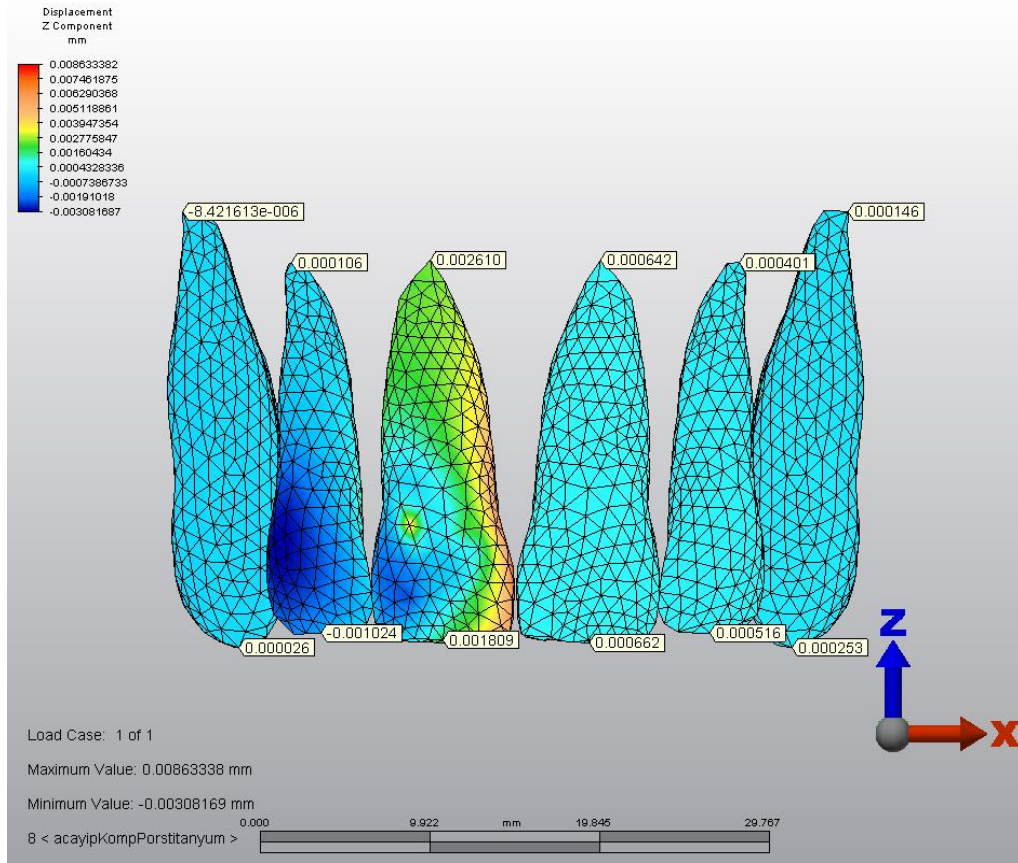 Displacement
Z Component
mm
0.008633382
0.007461875
0.006290368
0.005118861
0.003947354
0.002775847
0.00160434
0.0004328336
-0.0007386733
-0.00191018
-0.003081687
-8.421613e-006
0.000146
0.000106
0.002610
0.000642
0.000401
0.000026
-0.001024
0.001809
0.000662
0.000516
0.000253
Z
X
Load Case: 1 of 1
Maximum Value: 0.00863338 mm
Minimum Value: -0.00308169 mm
0.000 9.922 mm 19.845 29.767
8 < acayipKompPorstitanyum >